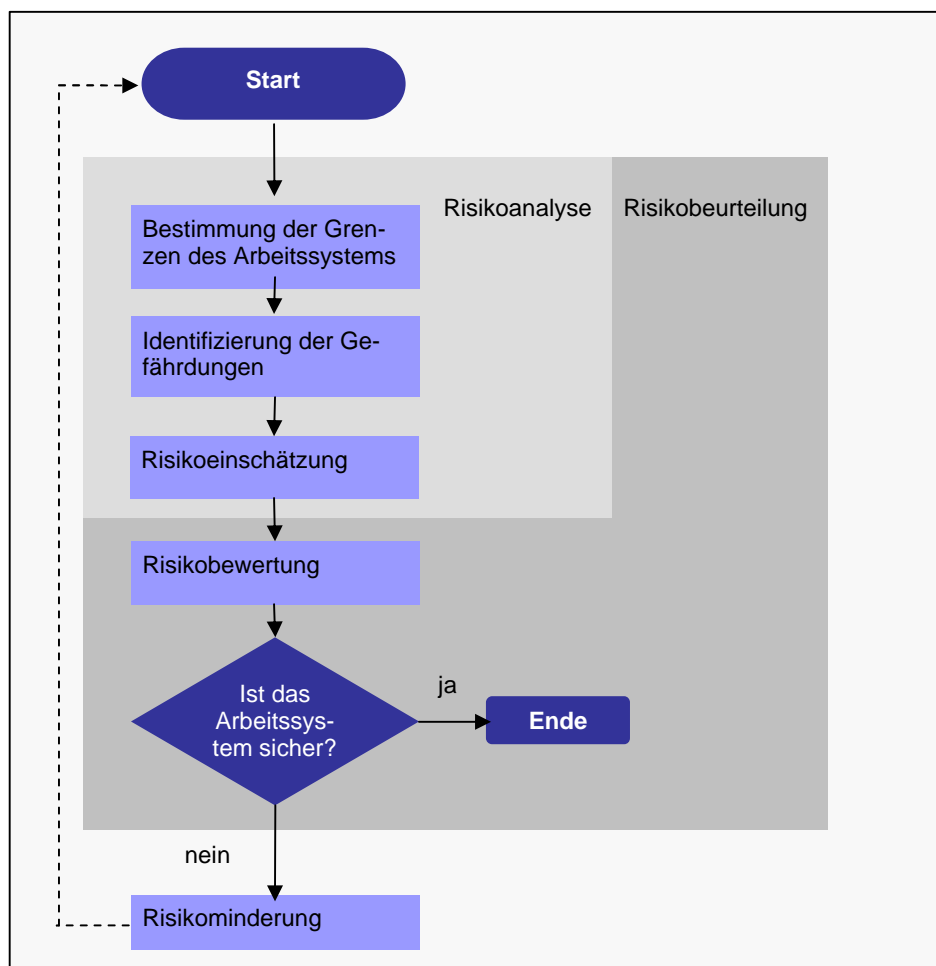 Start
Risikoanalyse
Risikobeurteilung
Bestimmung der Gren-
zen des Arbeitssystems
Identifizierung der Ge-
fährdungen
Risikoeinschätzung
Risikobewertung
Ist das
Arbeitssys-
tem sicher?
ja
Ende
nein
Risikominderung